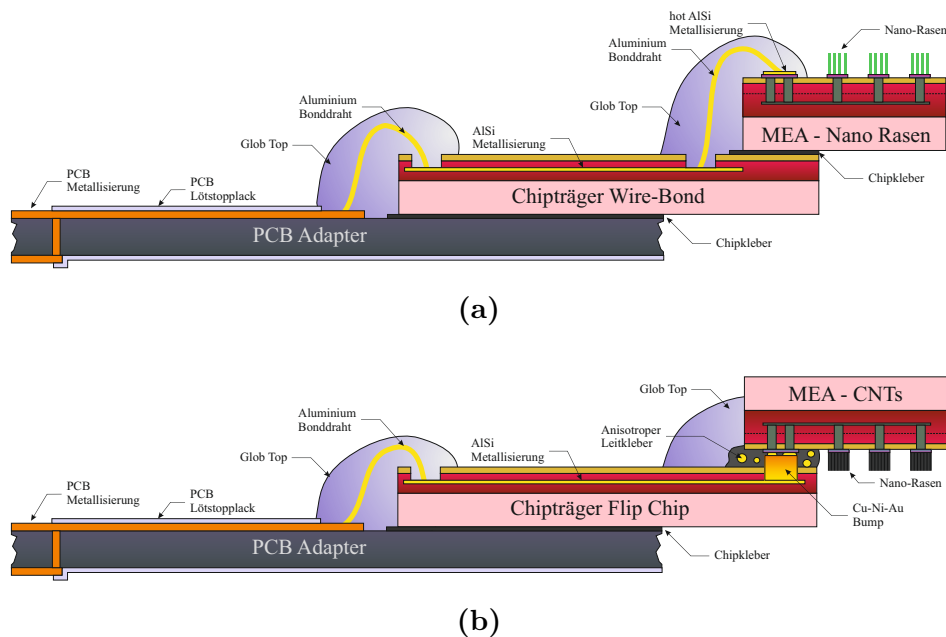 hot AlSi
Metallisierung
Nano-Rasen
Aluminium
Bonddraht
Glob Top
MEA - Nano Rasen
Chipkleber
Aluminium
Bonddraht
Glob Top
AlSi
Metallisierung
PCB
Metallisierung
PCB
Lötstopplack
Chipträger Wire-Bond
PCB Adapter
Chipkleber
(a)
MEA - CNTs
Glob Top
Anisotroper
Leitkleber
Nano-Rasen
Cu-Ni-Au
Bump
Aluminium
Bonddraht
Glob Top
AlSi
Metallisierung
PCB
Metallisierung
PCB
Lötstopplack
Chipträger Flip Chip
PCB Adapter
Chipkleber
(b)